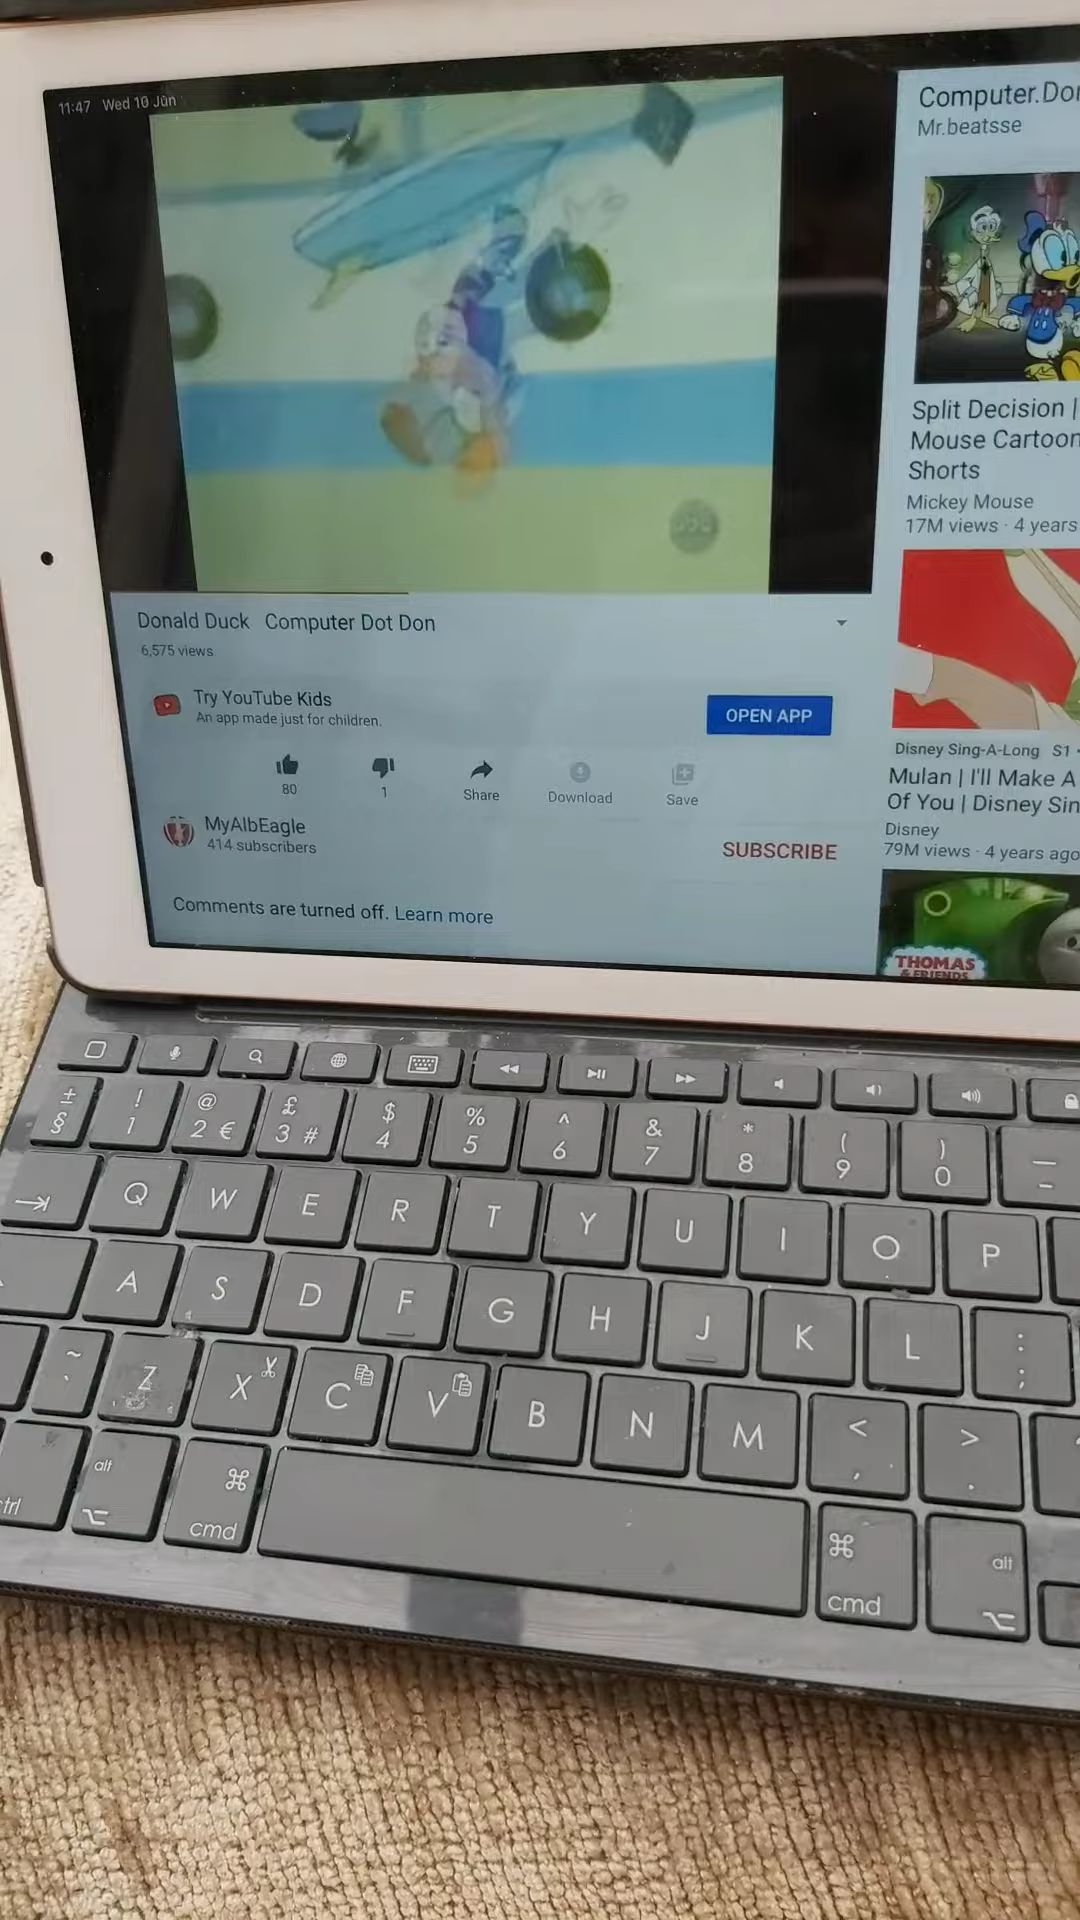 11:47 Wed 10 Jun
Donald Duck Computer Dot Don
6,575 views
Try YouTube Kids
An app made just for children.
OPEN APP
80
1
Share
Download
Save
MyAlbEagle
414 subscribers
SUBSCRIBE
Comments are turned off. Learn more
Computer.Don
Mr.beatsse
Split Decision |
Mouse Cartoon
Shorts
Mickey Mouse
17M views · 4 years
Disney Sing-A-Long S1 ·
Mulan | I'll Make A
Of You | Disney Sin
Disney
79M views · 4 years ago
THOMAS
& FRIENDS
± ! @ £ $ % ^ & * ( ) —
§ 1 2 € 3 # 4 5 6 7 8 9 0 -
Q W E R T Y U I O P
A S D F G H J K L : ;
~ Z X C V B N M < , > .
ctrl alt cmd cmd alt